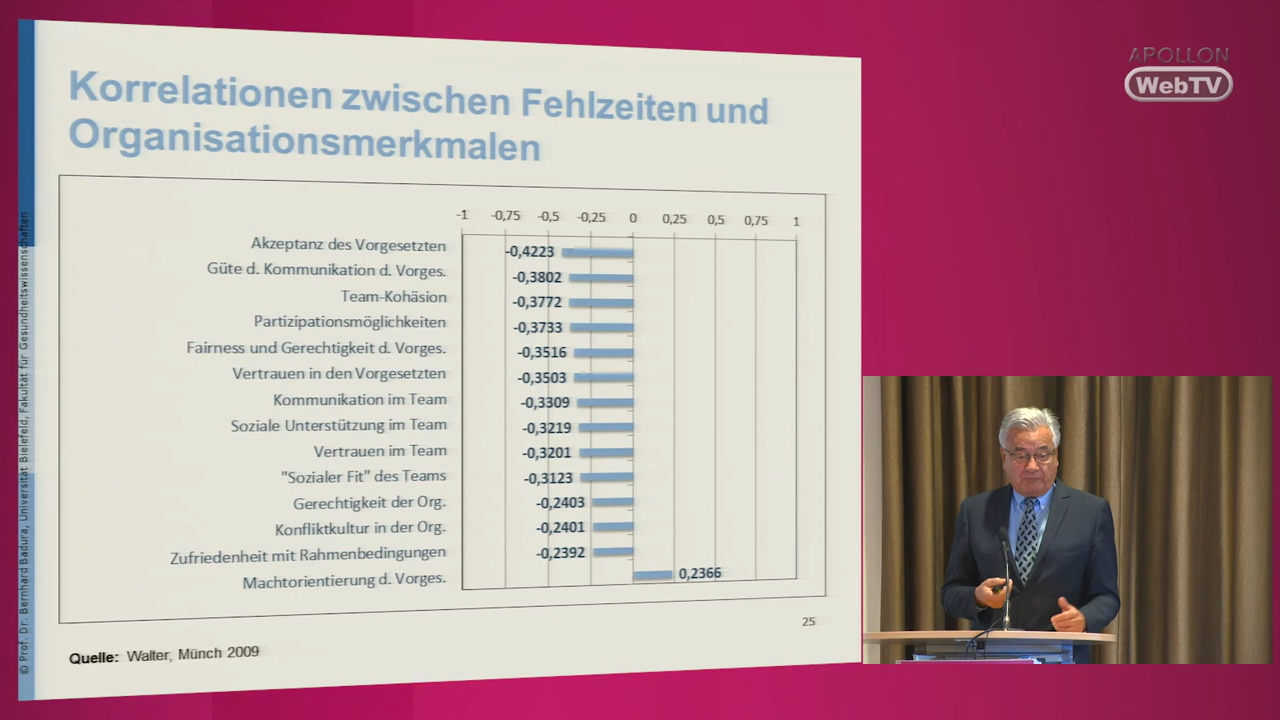 APOLLON
WebTV
Korrelationen zwischen Fehlzeiten und
Organisationsmerkmalen
-1 -0,75 -0,5 -0,25 0 0,25 0,5 0,75 1
Akzeptanz des Vorgesetzten -0,4223
Güte d. Kommunikation d. Vorges. -0,3802
Team-Kohäsion -0,3772
Partizipationsmöglichkeiten -0,3733
Fairness und Gerechtigkeit d. Vorges. -0,3516
Vertrauen in den Vorgesetzten -0,3503
Kommunikation im Team -0,3309
Soziale Unterstützung im Team -0,3219
Vertrauen im Team -0,3201
"Sozialer Fit" des Teams -0,3123
Gerechtigkeit der Org. -0,2403
Konfliktkultur in der Org. -0,2401
Zufriedenheit mit Rahmenbedingungen -0,2392
Machtorientierung d. Vorges. 0,2366
25
Quelle: Walter, Münch 2009
© Prof. Dr. Bernhard Badura, Universität Bielefeld, Fakultät für Gesundheitswissenschaften